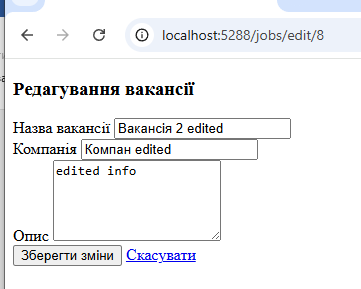 localhost:5288/jobs/edit/8
Редагування вакансії
Назва вакансії Вакансія 2 edited
Компанія Компан edited
edited info
Опис
Зберегти зміни Скасувати